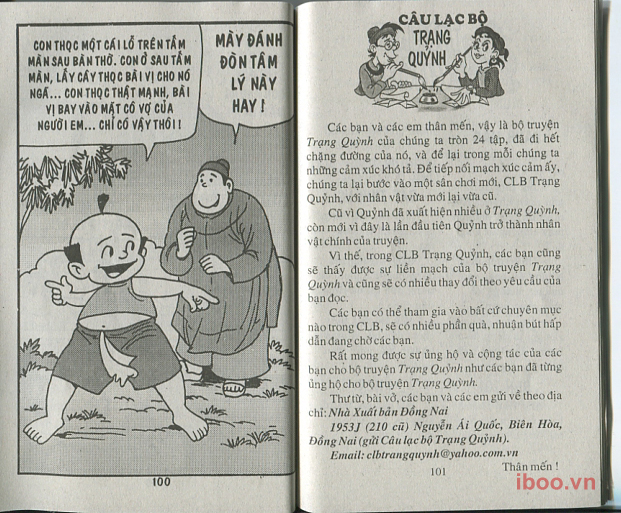 CON THỌC MỘT CÁI LỖ TRÊN TẤM
MÀN SAU BÀN THỜ. CON Ở SAU TẤM
MÀN, LẤY CÂY THỌC BÀI VỊ CHO NÓ
NGÃ... CON THỌC THẬT MẠNH, BÀI
VỊ BAY VÀO MẶT CÔ VỢ CỦA
NGƯỜI EM... CHỈ CÓ VẬY THÔI!
MÀY ĐÁNH
ĐÒN TÂM
LÝ NÀY
HAY!
100
CÂU LẠC BỘ
TRẠNG
QUỶNH
Các bạn và các em thân mến, vậy là bộ truyện
Trạng Quỷnh của chúng ta tròn 24 tập, đã đi hết
chặng đường của nó, và để lại trong mỗi chúng ta
những cảm xúc khó tả. Để tiếp nối mạch xúc cảm ấy,
chúng ta lại bước vào một sân chơi mới, CLB Trạng
Quỷnh, với nhân vật vừa mới lại vừa cũ.
Cũ vì Quỷnh đã xuất hiện nhiều ở Trạng Quỳnh,
còn mới vì đây là lần đầu tiên Quỷnh trở thành nhân
vật chính của truyện.
Vì thế, trong CLB Trạng Quỷnh, các bạn cũng
sẽ thấy được sự liền mạch của bộ truyện Trạng
Quỳnh và cũng sẽ có nhiều thay đổi theo yêu cầu của
bạn đọc.
Các bạn có thể tham gia vào bất cứ chuyên mục
nào trong CLB, sẽ có nhiều phần quà, nhuận bút hấp
dẫn đang chờ các bạn.
Rất mong được sự ủng hộ và cộng tác của các
bạn cho bộ truyện Trạng Quỷnh như các bạn đã từng
ủng hộ cho bộ truyện Trạng Quỳnh.
Thư từ, bài vở, các bạn và các em gửi về theo địa
chỉ: Nhà Xuất bản Đồng Nai
1953J (210 cũ) Nguyễn Ái Quốc, Biên Hòa,
Đồng Nai (gửi Câu lạc bộ Trạng Quỷnh).
Email: clbtrangquynh@yahoo.com.vn
Thân mến !
101
iboo.vn